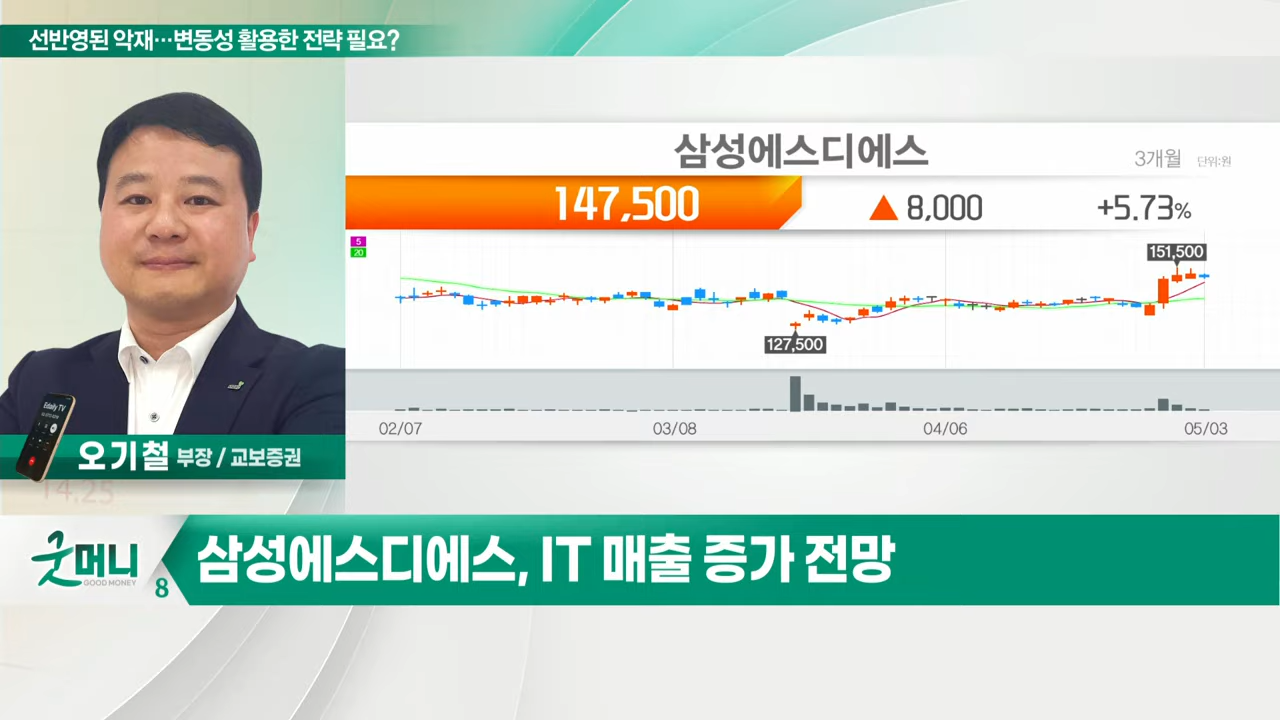 선반영된 악재…변동성 활용한 전략 필요?
삼성에스디에스
3개월 단위:원
147,500 ▲ 8,000 +5.73%
5
20
151,500
127,500
02/07 03/08 04/06 05/03
Edaily TV
오기철 부장 / 교보증권
14.25
굿머니
GOOD MONEY
8
삼성에스디에스, IT 매출 증가 전망